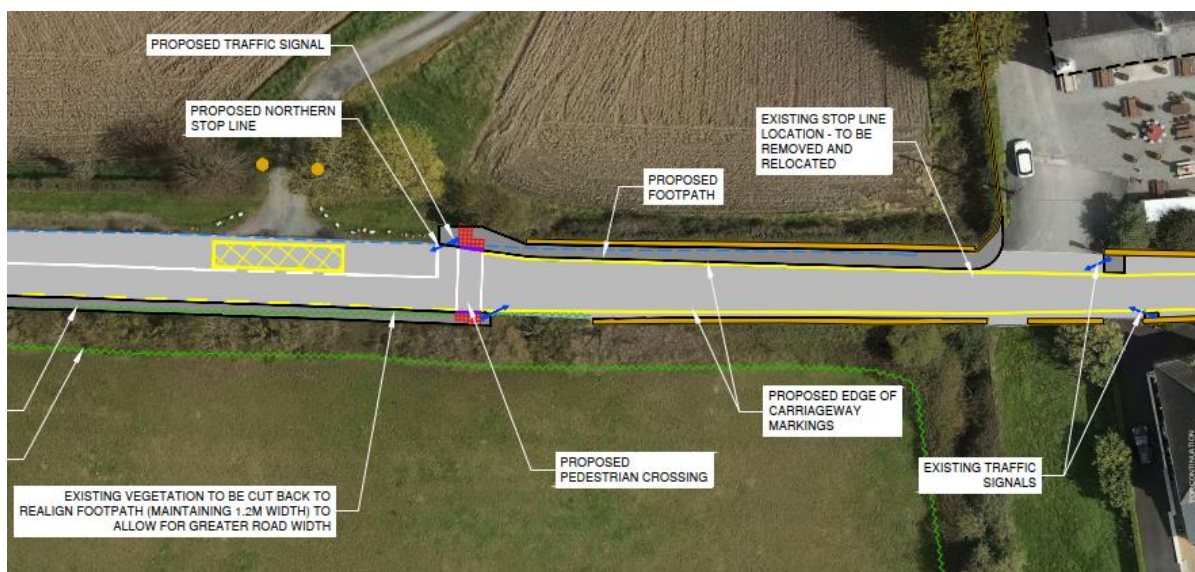 PROPOSED TRAFFIC SIGNAL
PROPOSED NORTHERN
STOP LINE
EXISTING STOP LINE
LOCATION - TO BE
REMOVED AND
RELOCATED
PROPOSED
FOOTPATH
PROPOSED EDGE OF
CARRIAGEWAY
MARKINGS
PROPOSED
PEDESTRIAN CROSSING
EXISTING TRAFFIC
SIGNALS
EXISTING VEGETATION TO BE CUT BACK TO
REALIGN FOOTPATH (MAINTAINING 1.2M WIDTH) TO
ALLOW FOR GREATER ROAD WIDTH